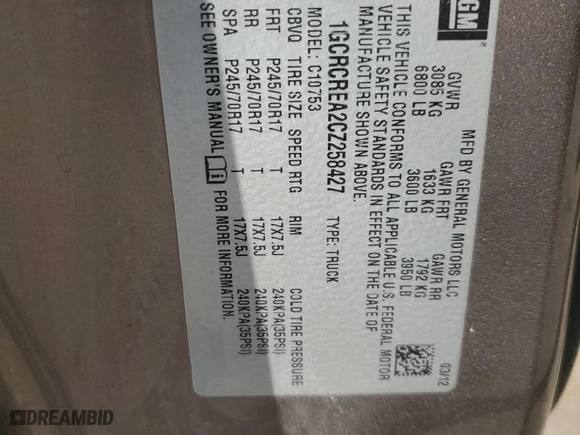 GM®
MFD BY GENERAL MOTORS LLC
03/12
GVWR GAWR FRT GAWR RR
3085 KG 1633 KG 1792 KG
6800 LB 3600 LB 3950 LB
THIS VEHICLE CONFORMS TO ALL APPLICABLE U.S. FEDERAL MOTOR
VEHICLE SAFETY STANDARDS IN EFFECT ON THE DATE OF
MANUFACTURE SHOWN ABOVE.
1GCRCREA2CZ258427 TYPE: TRUCK
MODEL: C10753
CBVQ TIRE SIZE SPEED RTG RIM COLD TIRE PRESSURE
FRT P245/70R17 T 17X7.5J 240KPA(35PSI)
RR P245/70R17 T 17X7.5J 240KPA(35PSI)
SPA P245/70R17 T 17X7.5J 240KPA(35PSI)
SEE OWNER'S MANUAL i FOR MORE INFORMATION.
DREAMBID